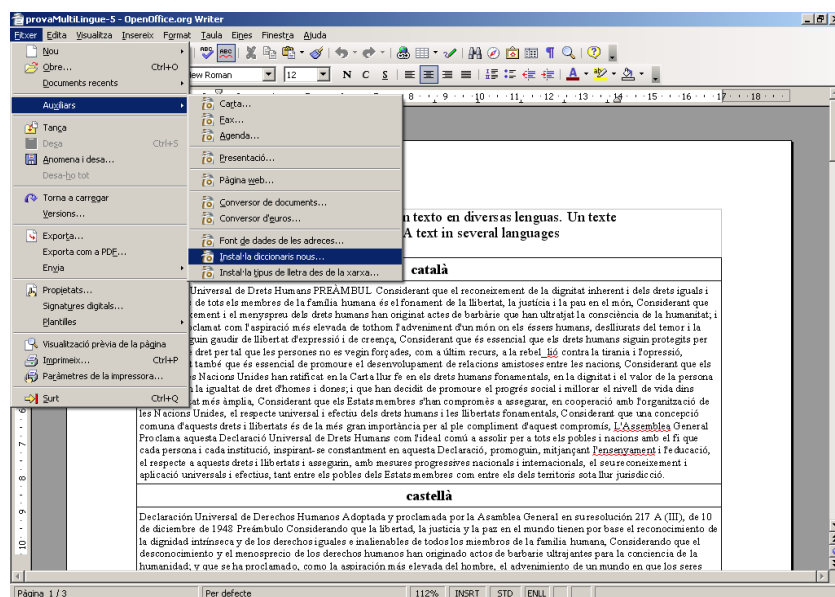 provaMultiLingue-5 - OpenOffice.org Writer
Fitxer Edita Visualitza Insereix Format Taula Eines Finestra Ajuda
Nou
Obre... Ctrl+O
Documents recents
Auxiliars
Tanca
Desa Ctrl+S
Anomena i desa...
Desa-ho tot
Torna a carregar
Versions...
Exporta...
Exporta com a PDF...
Envia
Propietats...
Signatures digitals...
Plantilles
Visualització prèvia de la pàgina
Imprimeix... Ctrl+P
Paràmetres de la impressora...
Surt Ctrl+Q
ew Roman 12 N C S
Carta...
Fax...
Agenda...
Presentació...
Pàgina web...
Conversor de documents...
Conversor d'euros...
Font de dades de les adreces...
Instal·la diccionaris nous...
Instal·la tipus de lletra des de la xarxa...
8 9 10 11 12 13 14 15 16 17 18
n texto en diversas lenguas. Un texte
A text in several languages
català
Universal de Drets Humans PREÀMBUL Considerant que el reconeixement de la dignitat inherent i dels drets iguals i
de tots els membres de la família humana és el fonament de la llibertat, la justícia i la pau en el món, Considerant que
ement i el menyspreu dels drets humans han originat actes de barbàrie que han ultratjat la consciència de la humanitat; i
clamat com l'aspiració més elevada de tothom l'adveniment d'un món on els éssers humans, deslliurats del temor i la
guin gaudir de llibertat d'expressió i de creença, Considerant que és essencial que els drets humans siguin protegits per
dret per tal que les persones no es vegin forçades, com a últim recurs, a la rebel_lió contra la tirania i l'opressió,
t també que és essencial de promoure el desenvolupament de relacions amistoses entre les nacions, Considerant que els
s Nacions Unides han ratificat en la Carta llur fe en els drets humans fonamentals, en la dignitat i el valor de la persona
n la igualtat de dret d'homes i dones; i que han decidit de promoure el progrés social i millorar el nivell de vida dins
at més àmplia, Considerant que els Estats membres s'han compromès a assegurar, en cooperació amb l'organització de
les Nacions Unides, el respecte universal i efectiu dels drets humans i les llibertats fonamentals, Considerant que una concepció
comuna d'aquests drets i llibertats és de la més gran importància per al ple compliment d'aquest compromís, L'Assemblea General
Proclama aquesta Declaració Universal de Drets Humans com l'ideal comú a assolir per a tots els pobles i nacions amb el fi que
cada persona i cada institució, inspirant-se constantment en aquesta Declaració, promoguin, mitjançant l'ensenyament i l'educació,
el respecte a aquests drets i llibertats i assegurin, amb mesures progressives nacionals i internacionals, el seu reconeixement i
aplicació universals i efectius, tant entre els pobles dels Estats membres com entre els dels territoris sota llur jurisdicció.
castellà
Declaración Universal de Derechos Humanos Adoptada y proclamada por la Asamblea General en su resolución 217 A (III), de 10
de diciembre de 1948 Preámbulo Considerando que la libertad, la justicia y la paz en el mundo tienen por base el reconocimiento de
la dignidad intrínseca y de los derechos iguales e inalienables de todos los miembros de la familia humana, Considerando que el
desconocimiento y el menosprecio de los derechos humanos han originado actos de barbarie ultrajantes para la conciencia de la
humanidad; y que se ha proclamado, como la aspiración más elevada del hombre, el advenimiento de un mundo en que los seres
Pàgina 1 / 3 Per defecte 112% INSRT STD ENLL